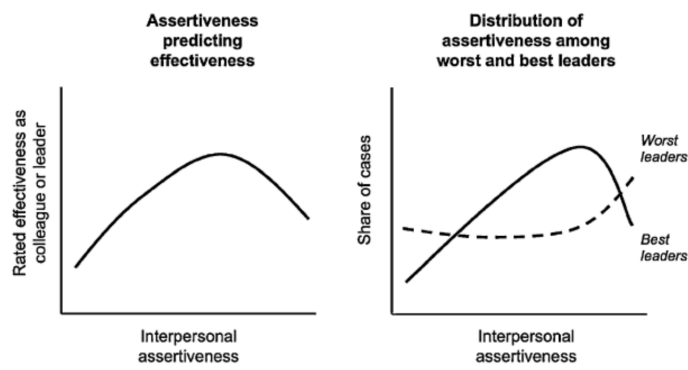 Assertiveness
predicting
effectiveness
Rated effectiveness as
colleague or leader
Interpersonal
assertiveness
Distribution of
assertiveness among
worst and best leaders
Share of cases
Worst
leaders
Best
leaders
Interpersonal
assertiveness